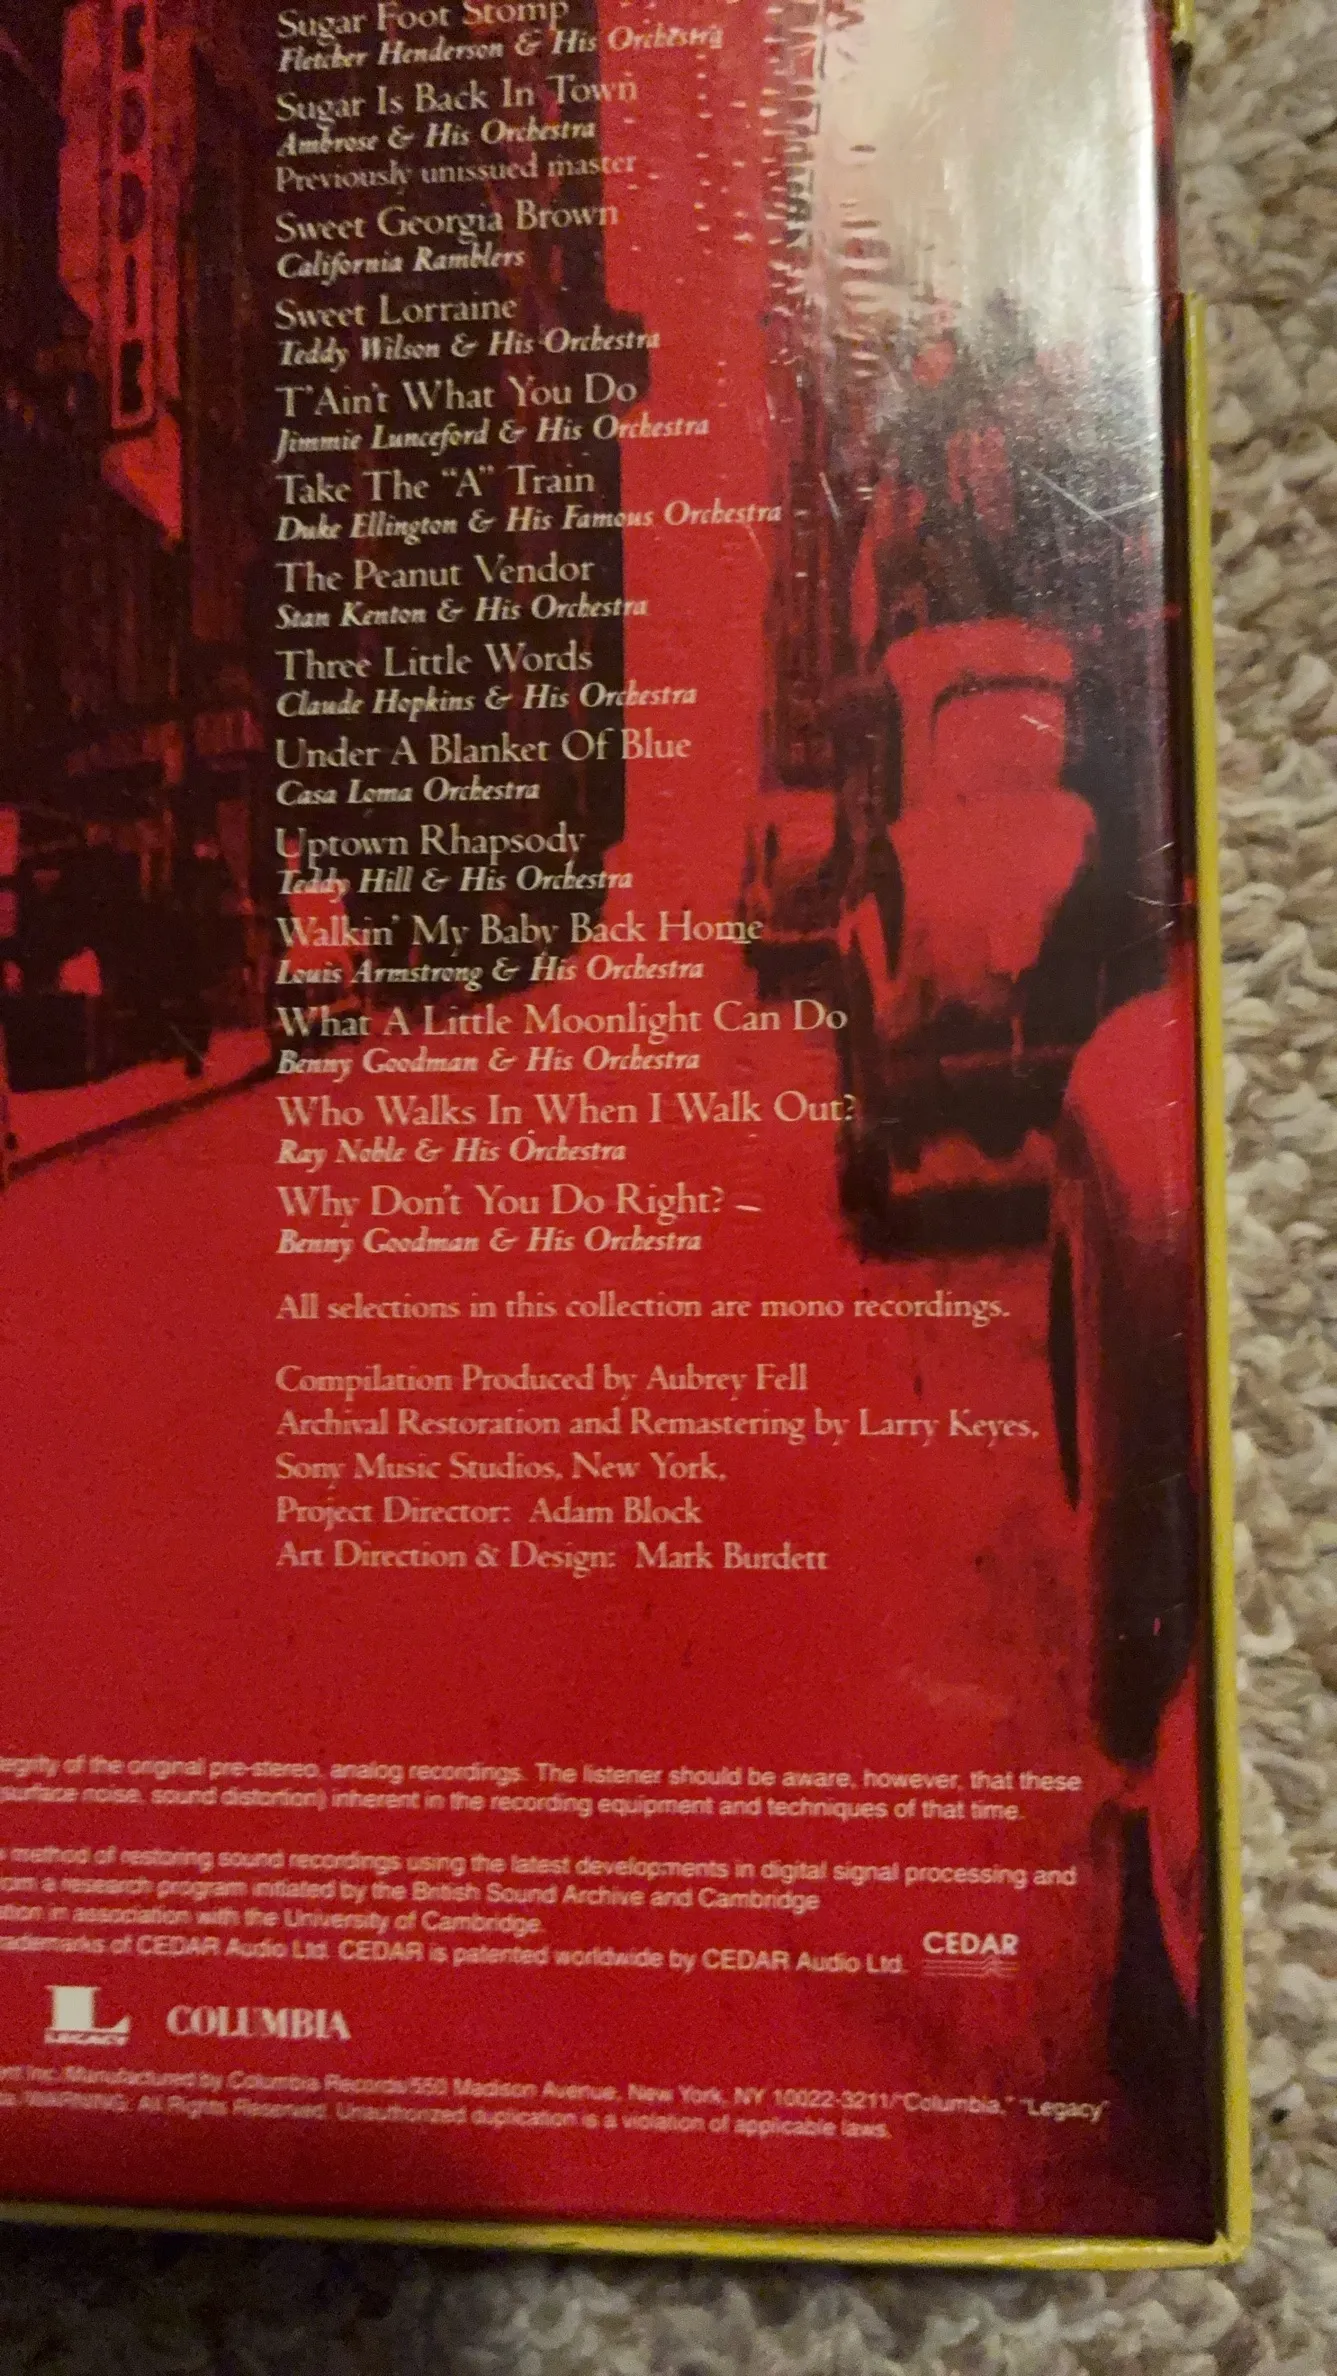 Sugar Foot Stomp
Fletcher Henderson & His Orchestra
Sugar Is Back In Town
Ambrose & His Orchestra
Previously unissued master
Sweet Georgia Brown
California Ramblers
Sweet Lorraine
Teddy Wilson & His Orchestra
T'Ain't What You Do
Jimmie Lunceford & His Orchestra
Take The "A" Train
Duke Ellington & His Famous Orchestra
The Peanut Vendor
Stan Kenton & His Orchestra
Three Little Words
Claude Hopkins & His Orchestra
Under A Blanket Of Blue
Casa Loma Orchestra
Uptown Rhapsody
Teddy Hill & His Orchestra
Walkin' My Baby Back Home
Louis Armstrong & His Orchestra
What A Little Moonlight Can Do
Benny Goodman & His Orchestra
Who Walks In When I Walk Out?
Ray Noble & His Orchestra
Why Don't You Do Right?
Benny Goodman & His Orchestra
All selections in this collection are mono recordings.
Compilation Produced by Aubrey Fell
Archival Restoration and Remastering by Larry Keyes,
Sony Music Studios, New York.
Project Director: Adam Block
Art Direction & Design: Mark Burdett
of the original pre-stereo, analog recordings. The listener should be aware, however, that these
(surface noise, sound distortion) inherent in the recording equipment and techniques of that time.
method of restoring sound recordings using the latest developments in digital signal processing and
a research program initiated by the British Sound Archive and Cambridge
in association with the University of Cambridge.
of CEDAR Audio Ltd. CEDAR is patented worldwide by CEDAR Audio Ltd.
CEDAR
L
LEGACY
COLUMBIA
Inc./Manufactured by Columbia Records/550 Madison Avenue, New York, NY 10022-3211/"Columbia," "Legacy"
WARNING: All Rights Reserved. Unauthorized duplication is a violation of applicable laws.